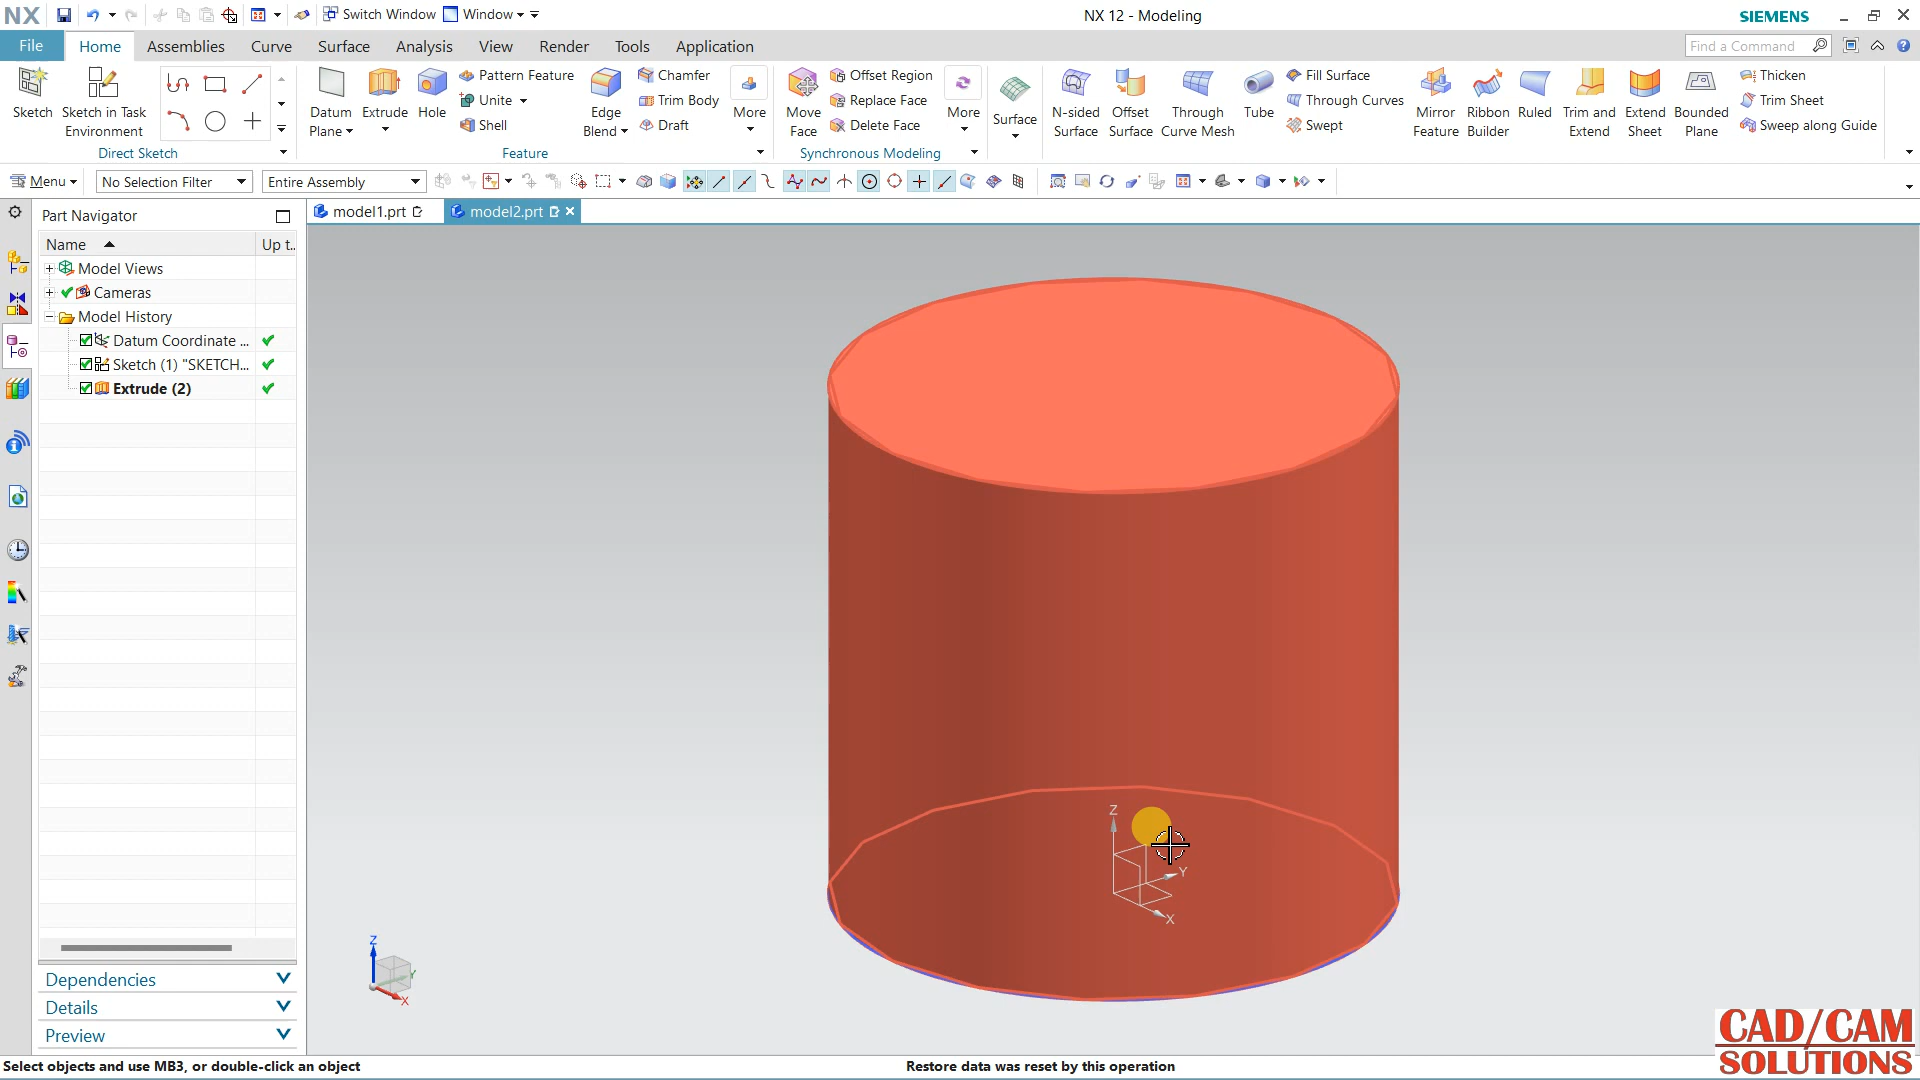 NX
Switch Window
Window
NX 12 - Modeling
SIEMENS
File
Home
Assemblies
Curve
Surface
Analysis
View
Render
Tools
Application
Find a Command
Sketch
Sketch in Task
Environment
Direct Sketch
Datum
Plane
Extrude
Hole
Pattern Feature
Unite
Shell
Edge
Blend
Chamfer
Trim Body
Draft
More
Feature
Move
Face
Offset Region
Replace Face
Delete Face
More
Synchronous Modeling
Surface
N-sided
Surface
Offset
Surface
Through
Curve Mesh
Tube
Fill Surface
Through Curves
Swept
Mirror
Feature
Ribbon
Builder
Ruled
Trim and
Extend
Extend
Sheet
Bounded
Plane
Thicken
Trim Sheet
Sweep along Guide
Menu
No Selection Filter
Entire Assembly
Part Navigator
model1.prt
model2.prt
Name
Up t..
Model Views
Cameras
Model History
Datum Coordinate ...
Sketch (1) "SKETCH...
Extrude (2)
Z
Y
X
Z
Y
X
Dependencies
Details
Preview
Select objects and use MB3, or double-click an object
Restore data was reset by this operation
CAD/CAM
SOLUTIONS